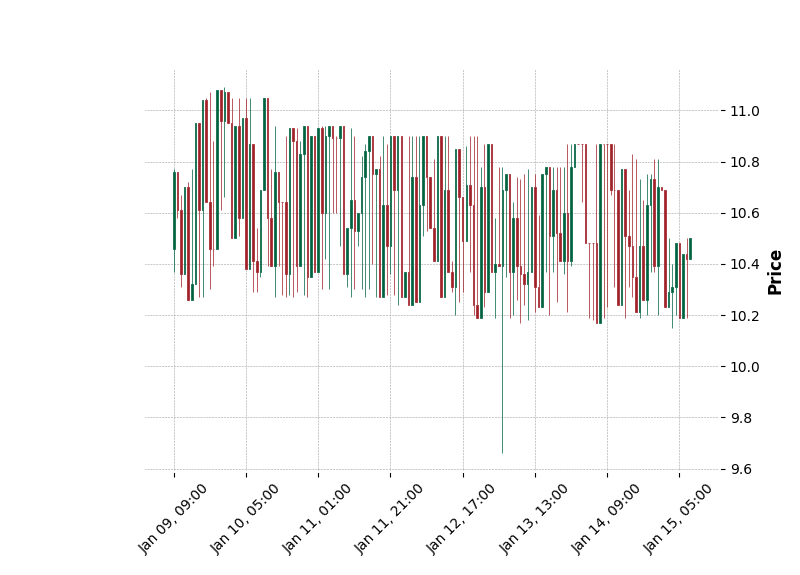 11.0
10.8
10.6
10.4
10.2
10.0
9.8
9.6
Price
Jan 09, 09:00
Jan 10, 05:00
Jan 11, 01:00
Jan 11, 21:00
Jan 12, 17:00
Jan 13, 13:00
Jan 14, 09:00
Jan 15, 05:00